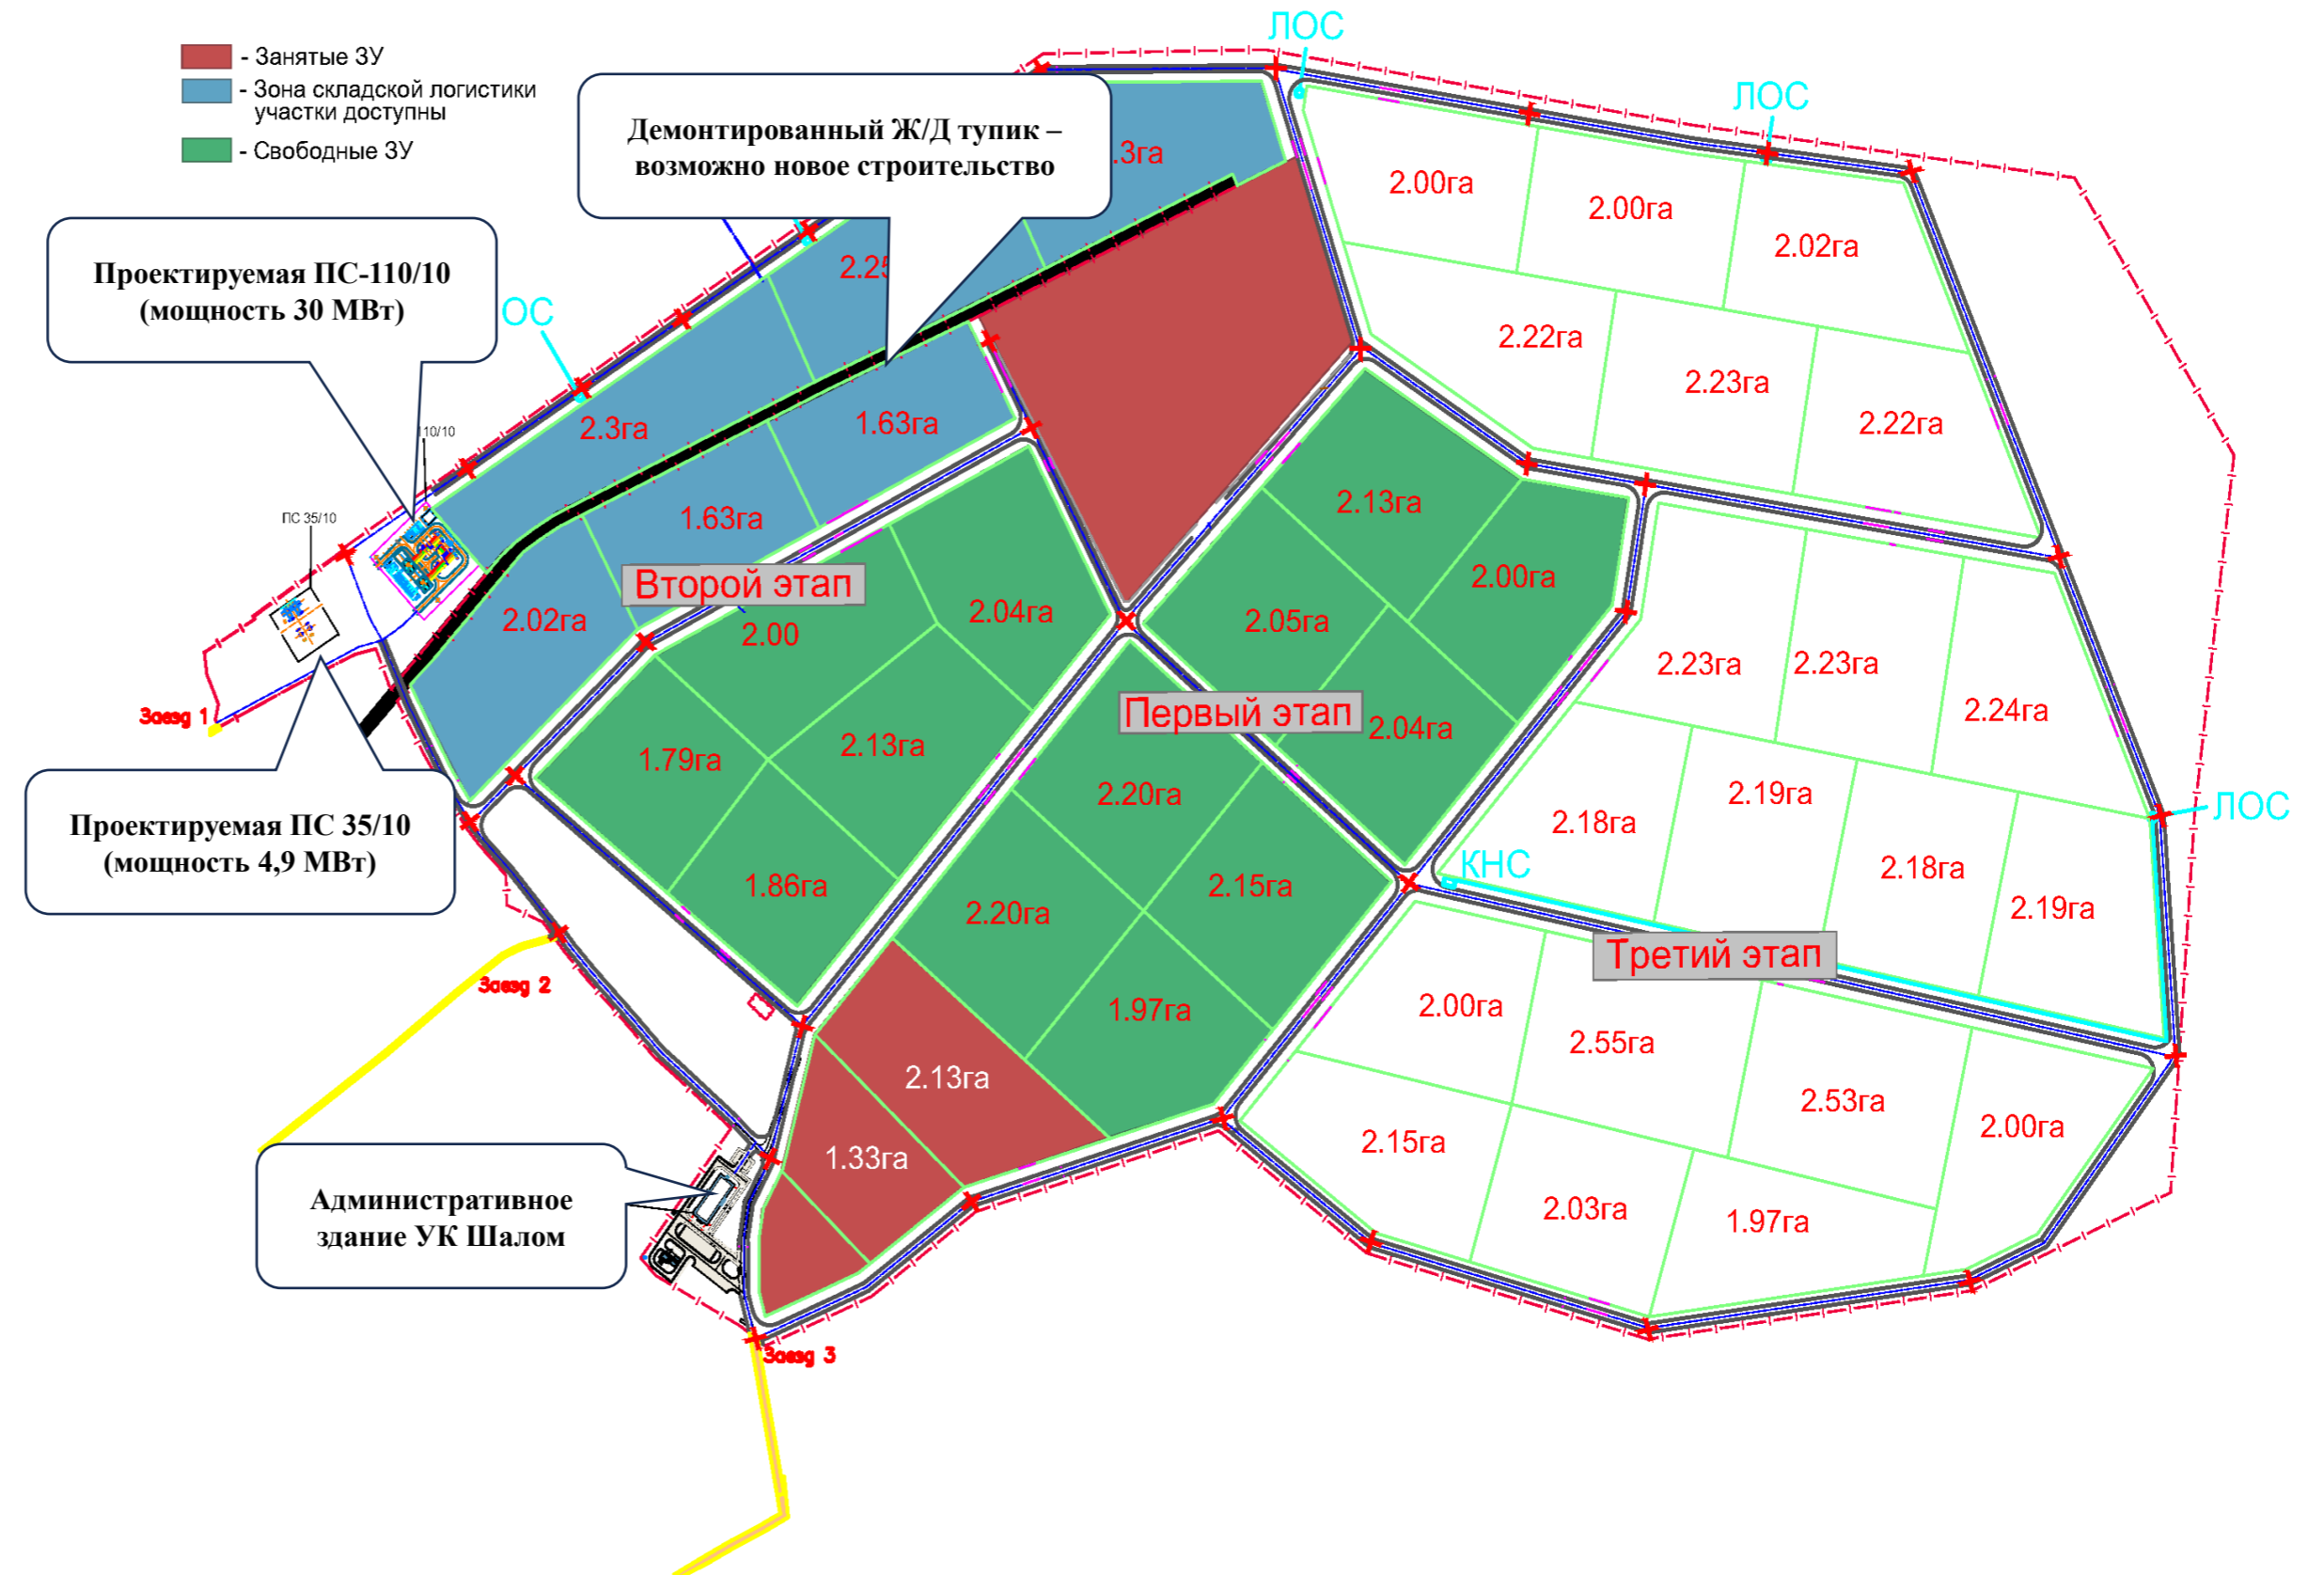 - Занятые ЗУ
- Зона складской логистики
участки доступны
- Свободные ЗУ
ЛОС
ЛОС
Демонтированный Ж/Д тупик –
возможно новое строительство
.3га
2.00га
2.00га
2.02га
Проектируемая ПС-110/10
(мощность 30 МВт)
ОС
2.25
2.22га
2.23га
2.22га
2.3га
1.63га
110/10
ПС 35/10
1.63га
2.13га
2.00га
2.02га
Второй этап
2.00
2.04га
2.05га
2.23га
2.23га
2.24га
Заезд 1
1.79га
2.13га
Первый этап
2.04га
Проектируемая ПС 35/10
(мощность 4,9 МВт)
2.20га
2.18га
2.19га
ЛОС
1.86га
2.20га
2.15га
КНС
2.18га
2.19га
Заезд 2
1.97га
Третий этап
2.00га
2.55га
2.53га
2.00га
2.13га
1.33га
2.15га
2.03га
1.97га
Административное
здание УК Шалом
Заезд 3